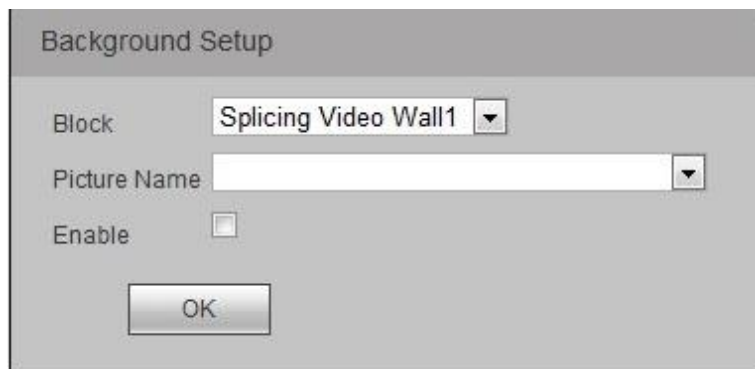 Background Setup
Block Splicing Video Wall1
Picture Name
Enable
OK